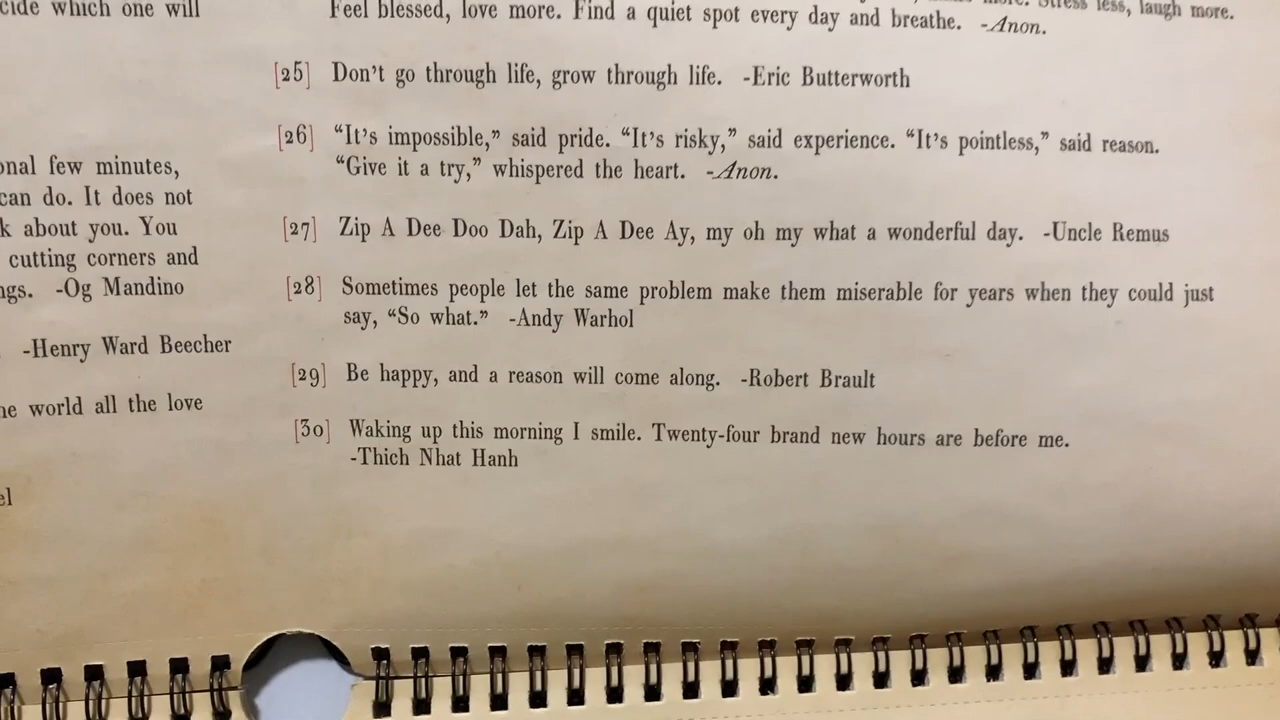 cide which one will
onal few minutes,
can do. It does not
k about you. You
cutting corners and
ngs. -Og Mandino
-Henry Ward Beecher
he world all the love
el
Stress less, laugh more.
Feel blessed, love more. Find a quiet spot every day and breathe. -Anon.
[25] Don't go through life, grow through life. -Eric Butterworth
[26] “It's impossible,” said pride. “It's risky,” said experience. “It's pointless,” said reason.
“Give it a try,” whispered the heart. -Anon.
[27] Zip A Dee Doo Dah, Zip A Dee Ay, my oh my what a wonderful day. -Uncle Remus
[28] Sometimes people let the same problem make them miserable for years when they could just
say, “So what.” -Andy Warhol
[29] Be happy, and a reason will come along. -Robert Brault
[30] Waking up this morning I smile. Twenty-four brand new hours are before me.
-Thich Nhat Hanh